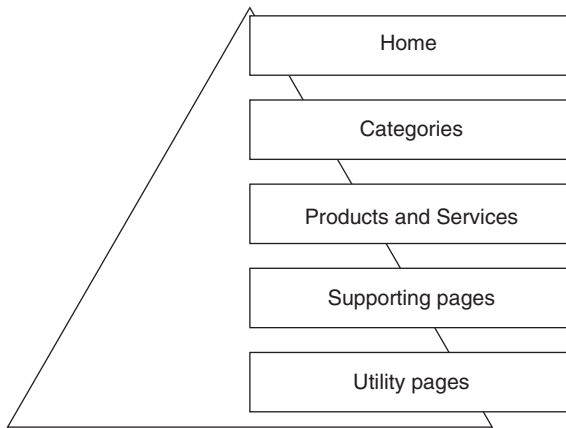 Home
Categories
Products and Services
Supporting pages
Utility pages